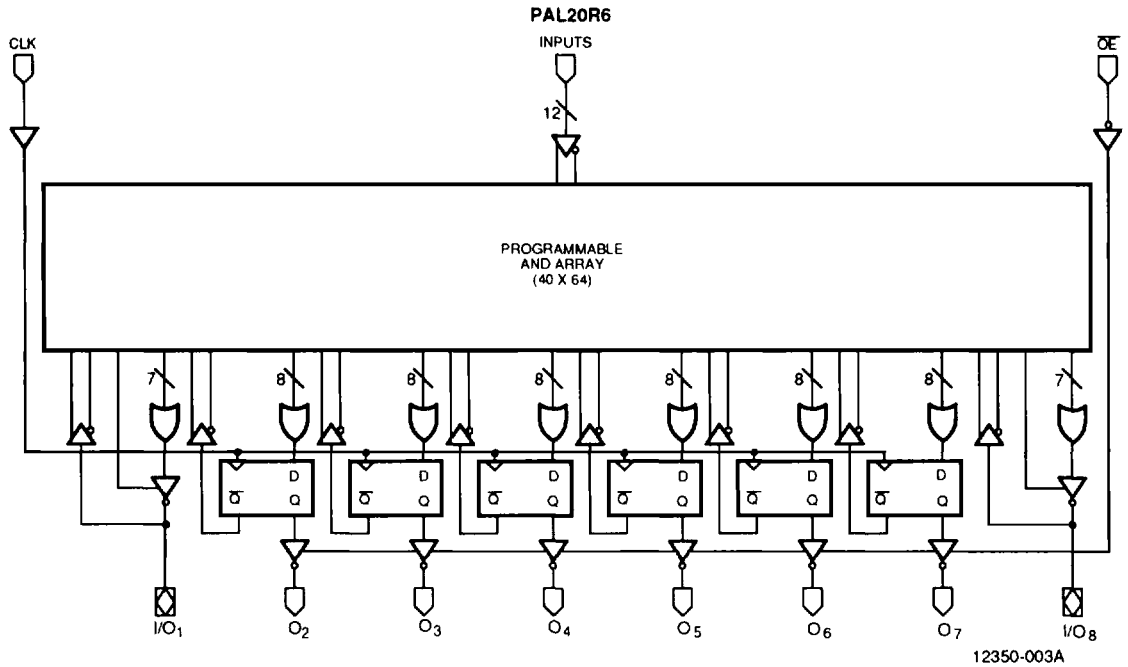 PAL20R6
CLK
INPUTS
OE
12
PROGRAMMABLE
AND ARRAY
(40 X 64)
7 8 8 8 8 8 8 7
D D D D D D
Q Q Q Q Q Q Q Q Q Q Q Q
I/O1 O2 O3 O4 O5 O6 O7 I/O8
12350-003A